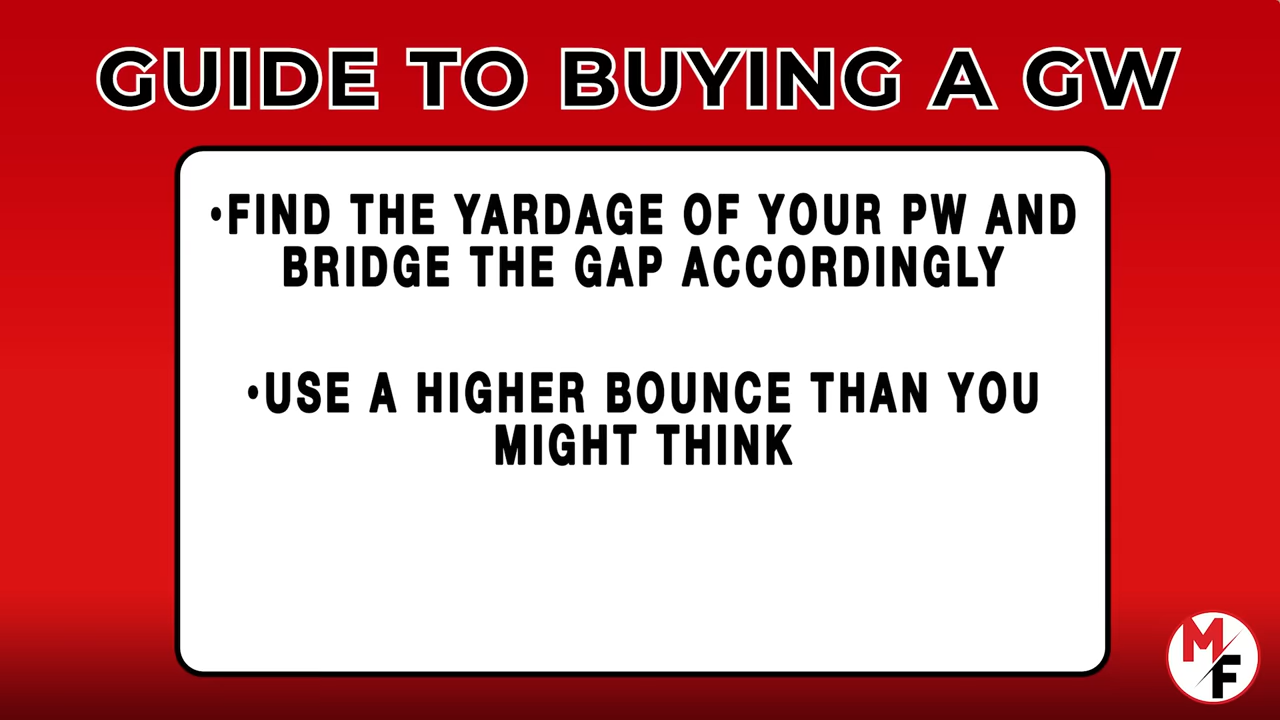 GUIDE TO BUYING A GW
•FIND THE YARDAGE OF YOUR PW AND
BRIDGE THE GAP ACCORDINGLY
•USE A HIGHER BOUNCE THAN YOU
MIGHT THINK
M/F